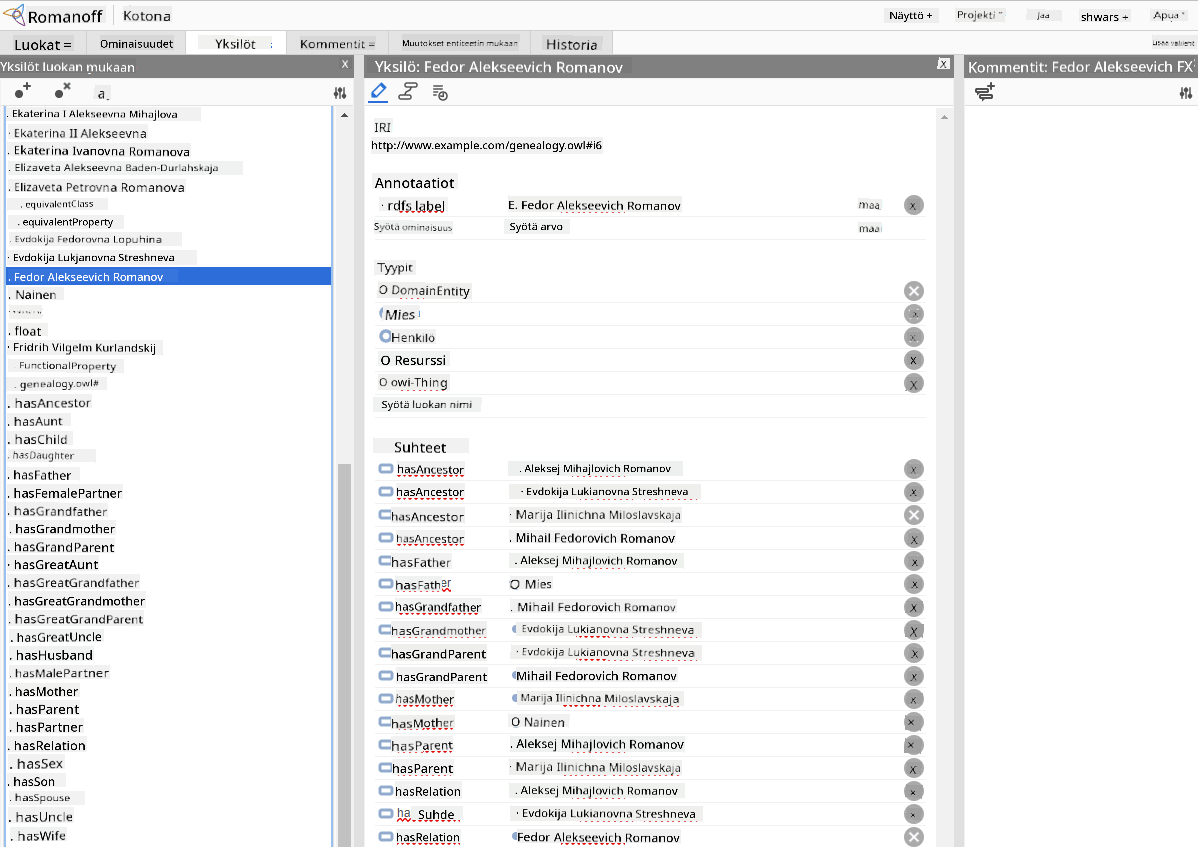 Romanoff Kotona Näyttö + Projekti Jaa shwars + Apua
Luokat = Ominaisuudet Yksilöt : Kommentit = Muutokset entiteetin mukaan Historia
Yksilöt luokan mukaan X
a
. Ekaterina I Alekseevna Mihajlova
· Ekaterina II Alekseevna
. Ekaterina Ivanovna Romanova
. Elizaveta Alekseevna Baden-Durlahskaja
. Elizaveta Petrovna Romanova
. equivalentClass
. equivalentProperty
. Evdokija Fedorovna Lopuhina
· Evdokija Lukjanovna Streshneva
. Fedor Alekseevich Romanov
. Nainen
. float
· Fridrih Vilgelm Kurlandskij
FunctionalProperty
. genealogy.owl#
. hasAncestor
. hasAunt
. hasChild
. hasDaughter
. hasFather
. hasFemalePartner
. hasGrandfather
. hasGrandmother
. hasGrandParent
· hasGreatAunt
. hasGreatGrandfather
. hasGreatGrandmother
. hasGreatGrandParent
. hasGreatUncle
. hasHusband
. hasMalePartner
. hasMother
. hasParent
. hasPartner
. hasRelation
. hasSex
. hasSon
. hasSpouse
. hasUncle
. hasWife
Yksilö: Fedor Alekseevich Romanov X
IRI
http://www.example.com/genealogy.owl#i6
Annotaatiot
· rdfs label E. Fedor Alekseevich Romanov maa x
Syötä ominaisuus Syötä arvo maa
Tyypit
O DomainEntity X
Mies x
Henkilö x
O Resurssi x
O owi-Thing x
Syötä luokan nimi
Suhteet
hasAncestor . Aleksej Mihajlovich Romanov x
hasAncestor · Evdokija Lukianovna Streshneva x
hasAncestor · Marija Ilinichna Miloslavskaja X
hasAncestor . Mihail Fedorovich Romanov x
hasFather . Aleksej Mihajlovich Romanov x
hasFather O Mies x
hasGrandfather . Mihail Fedorovich Romanov x
hasGrandmother Evdokija Lukianovna Streshneva x
hasGrandParent · Evdokija Lukianovna Streshneva x
hasGrandParent Mihail Fedorovich Romanov x
hasMother Marija Ilinichna Miloslavskaja x
hasMother O Nainen x
hasParent . Aleksej Mihajlovich Romanov x
hasParent · Marija Ilinichna Miloslavskaja x
hasRelation . Aleksej Mihajlovich Romanov x
ha Suhde · Evdokija Lukianovna Streshneva x
hasRelation Fedor Alekseevich Romanov X
Kommentit: Fedor Alekseevich FX